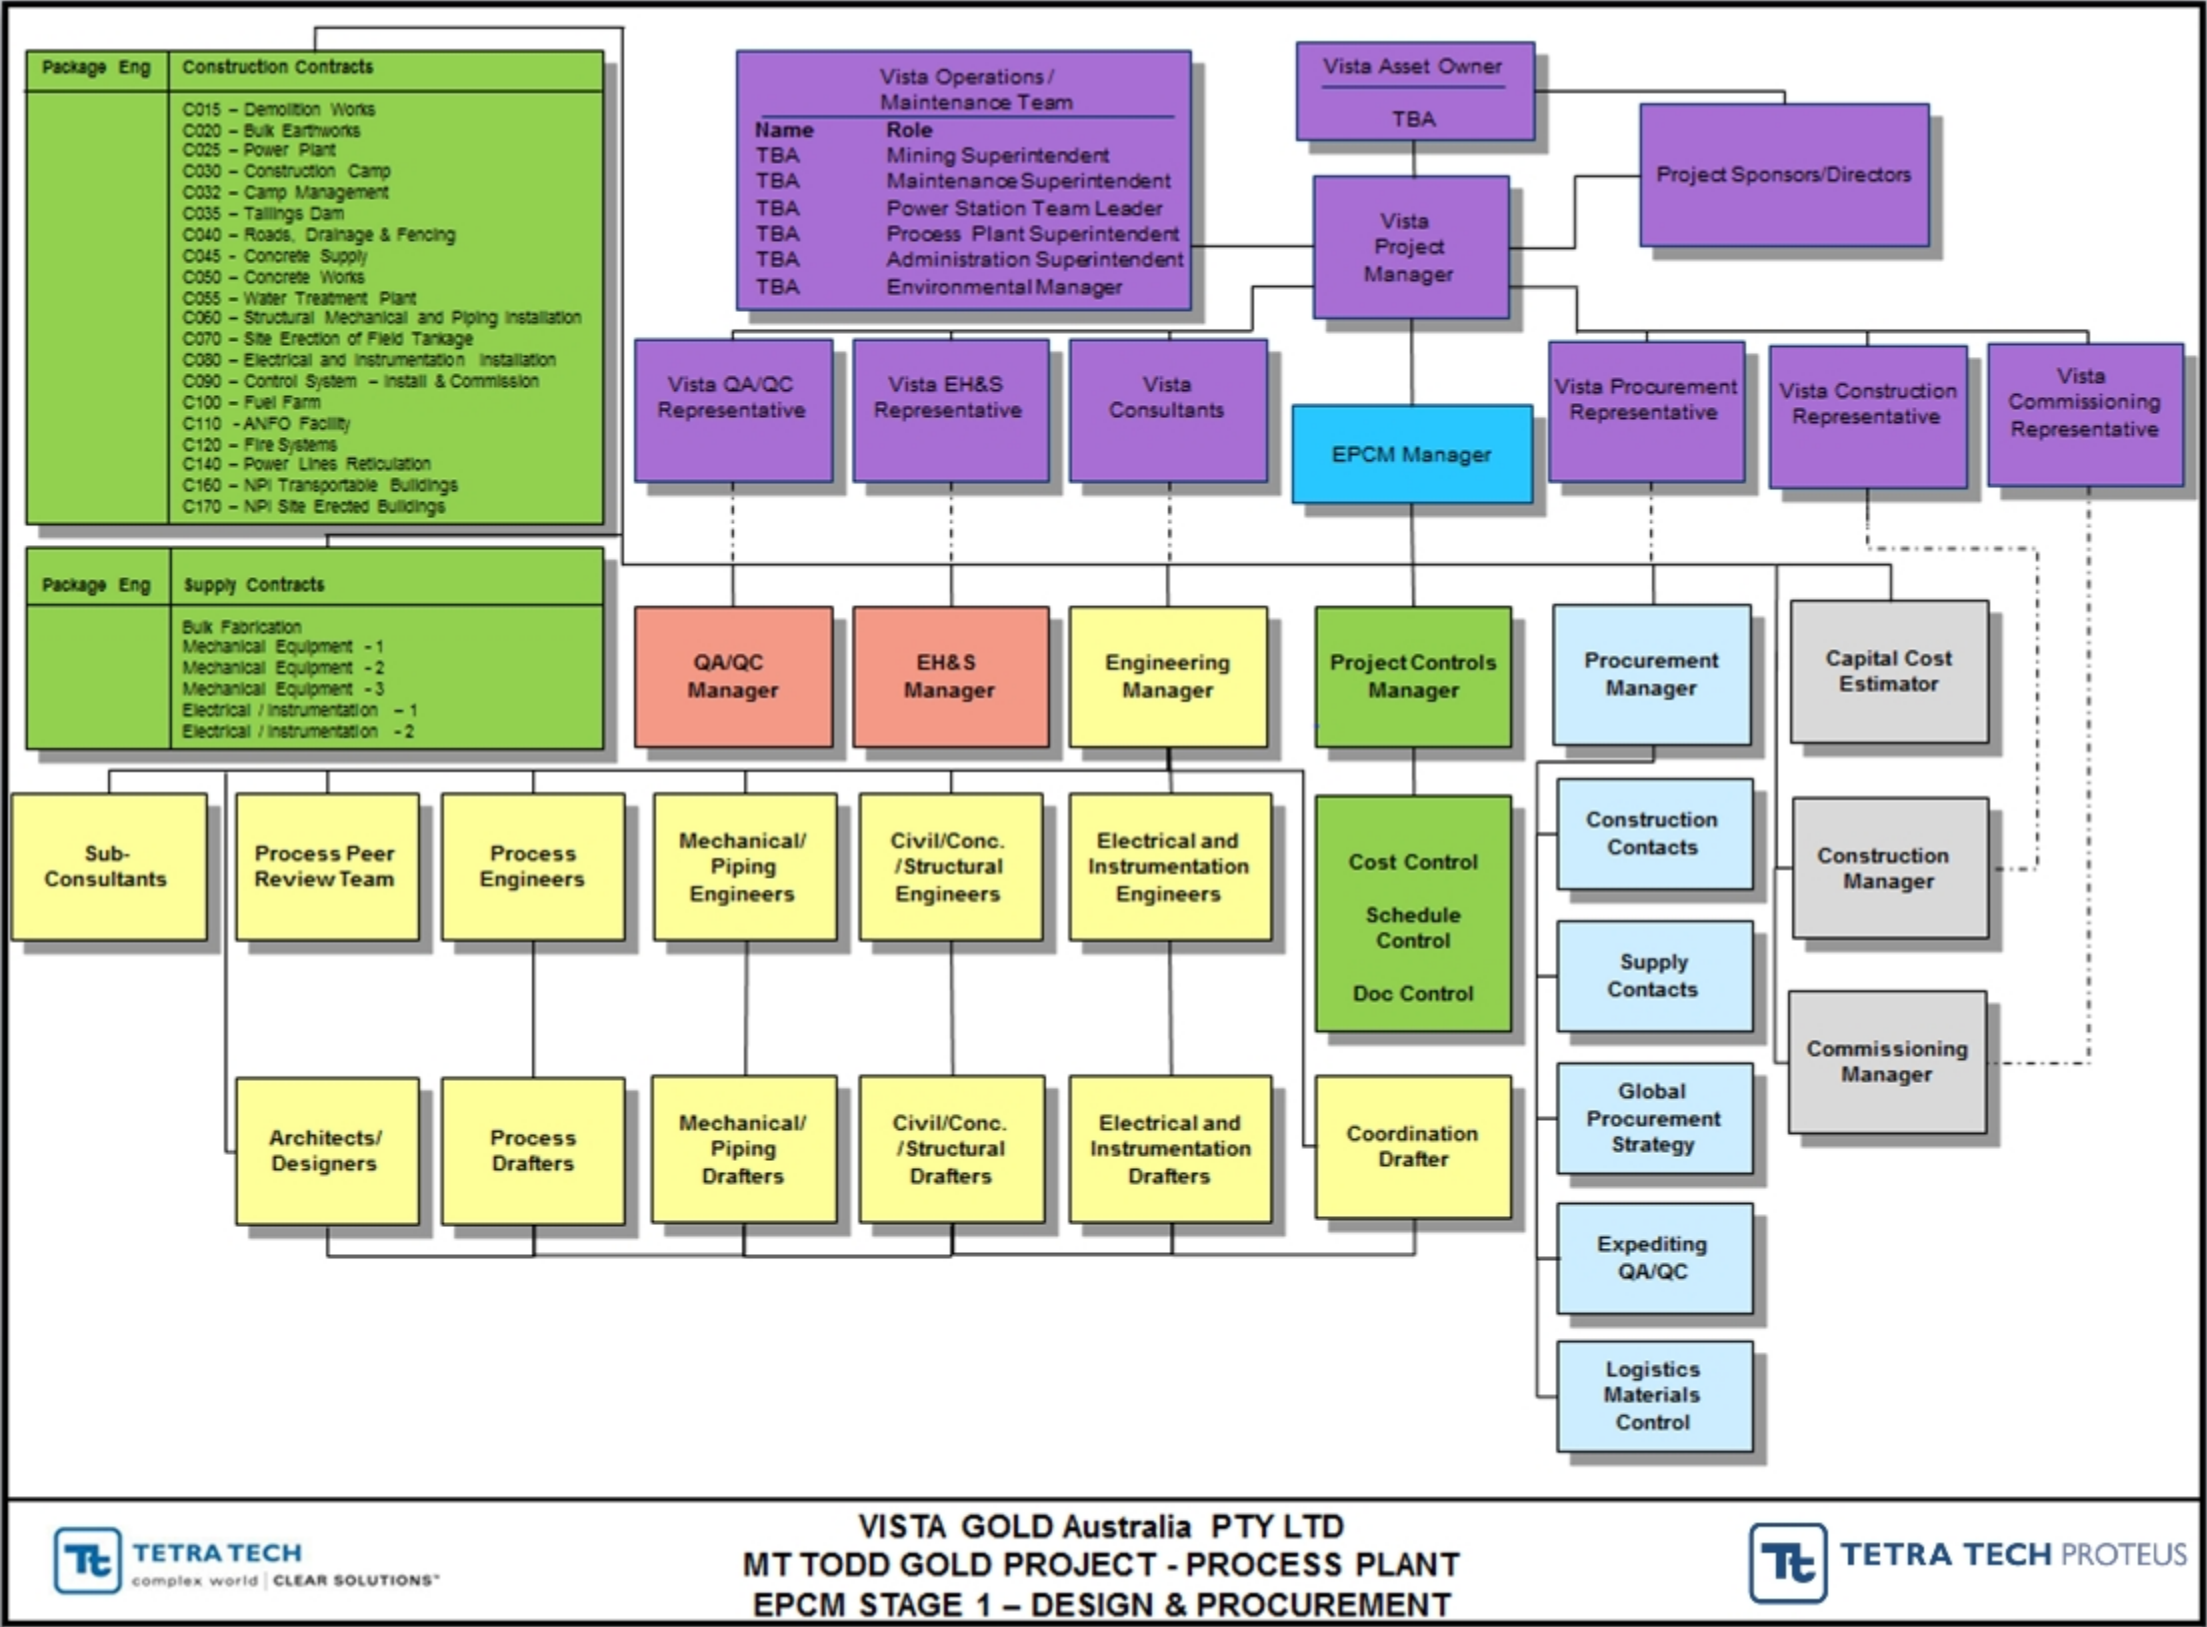 Package Eng Construction Contracts
C015 – Demolition Works
C020 – Bulk Earthworks
C025 – Power Plant
C030 – Construction Camp
C032 – Camp Management
C035 – Tailings Dam
C040 – Roads, Drainage & Fencing
C045 - Concrete Supply
C050 – Concrete Works
C055 – Water Treatment Plant
C060 – Structural Mechanical and Piping Installation
C070 – Site Erection of Field Tankage
C080 – Electrical and Instrumentation Installation
C090 – Control System – Install & Commission
C100 – Fuel Farm
C110 - ANFO Facility
C120 – Fire Systems
C140 – Power Lines Reticulation
C160 – NPI Transportable Buildings
C170 – NPI Site Erected Buildings
Package Eng Supply Contracts
Bulk Fabrication
Mechanical Equipment - 1
Mechanical Equipment - 2
Mechanical Equipment - 3
Electrical / Instrumentation – 1
Electrical / Instrumentation - 2
Vista Operations /
Maintenance Team
Name Role
TBA Mining Superintendent
TBA Maintenance Superintendent
TBA Power Station Team Leader
TBA Process Plant Superintendent
TBA Administration Superintendent
TBA Environmental Manager
Vista Asset Owner
TBA
Project Sponsors/Directors
Vista
Project
Manager
Vista QA/QC
Representative
Vista EH&S
Representative
Vista
Consultants
EPCM Manager
Vista Procurement
Representative
Vista Construction
Representative
Vista
Commissioning
Representative
QA/QC
Manager
EH&S
Manager
Engineering
Manager
Project Controls
Manager
Procurement
Manager
Capital Cost
Estimator
Sub-
Consultants
Process Peer
Review Team
Process
Engineers
Mechanical/
Piping
Engineers
Civil/Conc.
/Structural
Engineers
Electrical and
Instrumentation
Engineers
Cost Control
Schedule
Control
Doc Control
Construction
Contacts
Construction
Manager
Supply
Contacts
Commissioning
Manager
Architects/
Designers
Process
Drafters
Mechanical/
Piping
Drafters
Civil/Conc.
/Structural
Drafters
Electrical and
Instrumentation
Drafters
Coordination
Drafter
Global
Procurement
Strategy
Expediting
QA/QC
Logistics
Materials
Control
Tt TETRA TECH
complex world | CLEAR SOLUTIONS™
VISTA GOLD Australia PTY LTD
MT TODD GOLD PROJECT - PROCESS PLANT
EPCM STAGE 1 – DESIGN & PROCUREMENT
Tt TETRA TECH PROTEUS